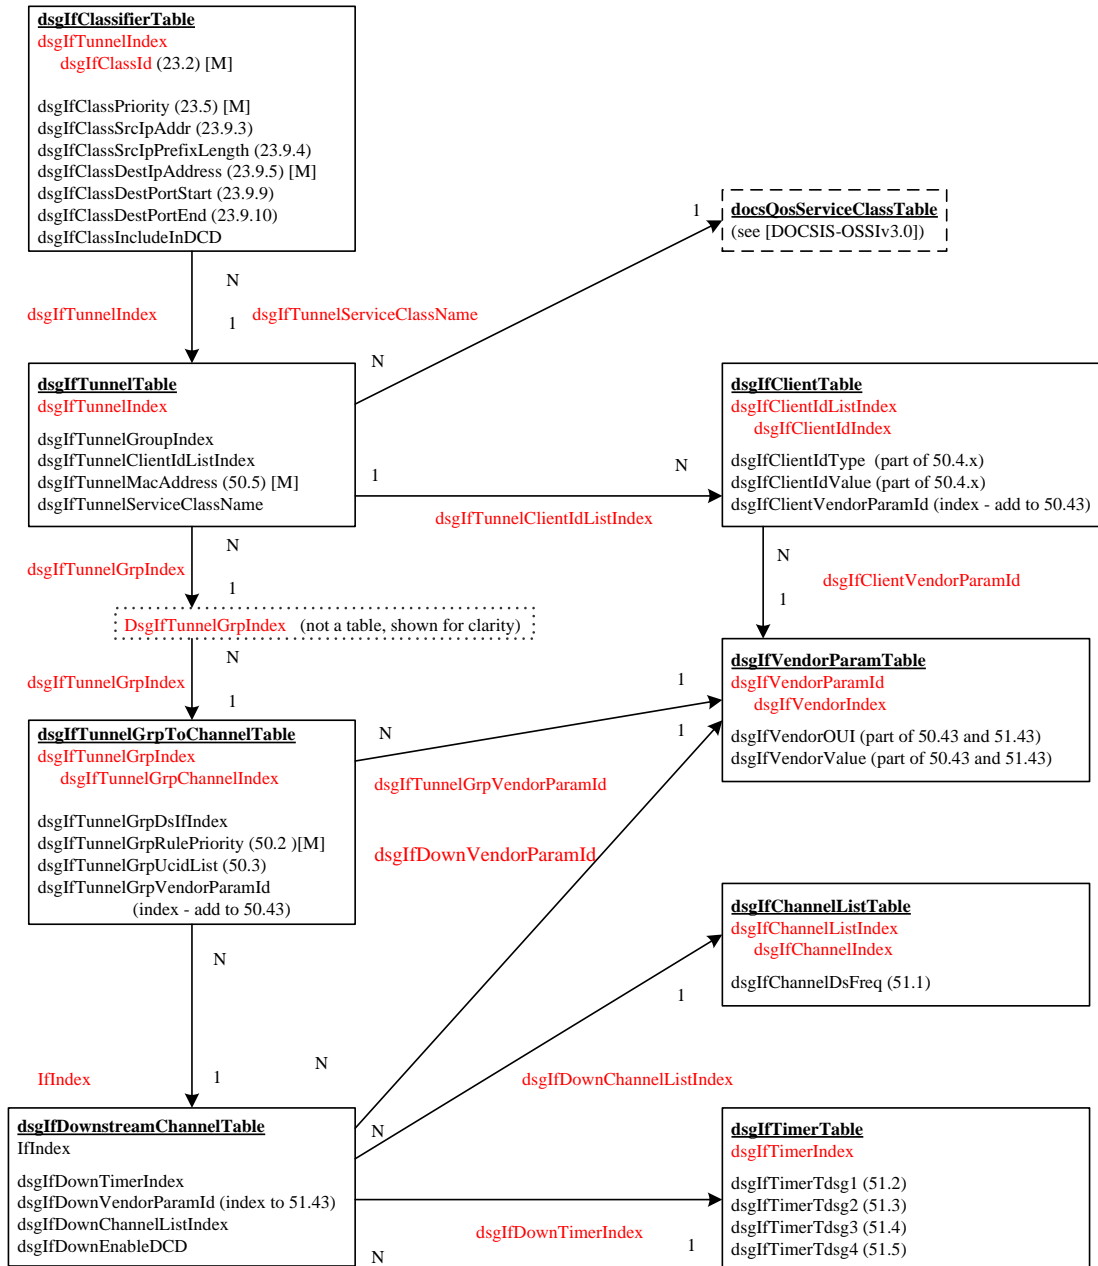 dsgIfClassifierTable
dsgIfTunnelIndex
dsgIfClassId (23.2) [M]
dsgIfClassPriority (23.5) [M]
dsgIfClassSrcIpAddr (23.9.3)
dsgIfClassSrcIpPrefixLength (23.9.4)
dsgIfClassDestIpAddress (23.9.5) [M]
dsgIfClassDestPortStart (23.9.9)
dsgIfClassDestPortEnd (23.9.10)
dsgIfClassIncludeInDCD
1
docsQosServiceClassTable
(see [DOCSIS-OSSIv3.0])
N
dsgIfTunnelIndex
1
dsgIfTunnelServiceClassName
N
dsgIfTunnelTable
dsgIfTunnelIndex
dsgIfTunnelGroupIndex
dsgIfTunnelClientIdListIndex
dsgIfTunnelMacAddress (50.5) [M]
dsgIfTunnelServiceClassName
1
N
dsgIfTunnelClientIdListIndex
dsgIfClientTable
dsgIfClientIdListIndex
dsgIfClientIdIndex
dsgIfClientIdType (part of 50.4.x)
dsgIfClientIdValue (part of 50.4.x)
dsgIfClientVendorParamId (index - add to 50.43)
N
dsgIfTunnelGrpIndex
1
N
dsgIfClientVendorParamId
1
DsgIfTunnelGrpIndex (not a table, shown for clarity)
N
dsgIfTunnelGrpIndex
1
dsgIfVendorParamTable
dsgIfVendorParamId
dsgIfVendorIndex
dsgIfVendorOUI (part of 50.43 and 51.43)
dsgIfVendorValue (part of 50.43 and 51.43)
dsgIfTunnelGrpToChannelTable
dsgIfTunnelGrpIndex
dsgIfTunnelGrpChannelIndex
dsgIfTunnelGrpDsIfIndex
dsgIfTunnelGrpRulePriority (50.2 )[M]
dsgIfTunnelGrpUcidList (50.3)
dsgIfTunnelGrpVendorParamId
(index - add to 50.43)
1
N
1
dsgIfTunnelGrpVendorParamId
dsgIfDownVendorParamId
dsgIfChannelListTable
dsgIfChannelListIndex
dsgIfChannelIndex
dsgIfChannelDsFreq (51.1)
N
1
N
IfIndex
1
dsgIfDownChannelListIndex
dsgIfDownstreamChannelTable
IfIndex
dsgIfDownTimerIndex
dsgIfDownVendorParamId (index to 51.43)
dsgIfDownChannelListIndex
dsgIfDownEnableDCD
N
dsgIfDownTimerIndex
N
1
dsgIfTimerTable
dsgIfTimerIndex
dsgIfTimerTdsg1 (51.2)
dsgIfTimerTdsg2 (51.3)
dsgIfTimerTdsg3 (51.4)
dsgIfTimerTdsg4 (51.5)